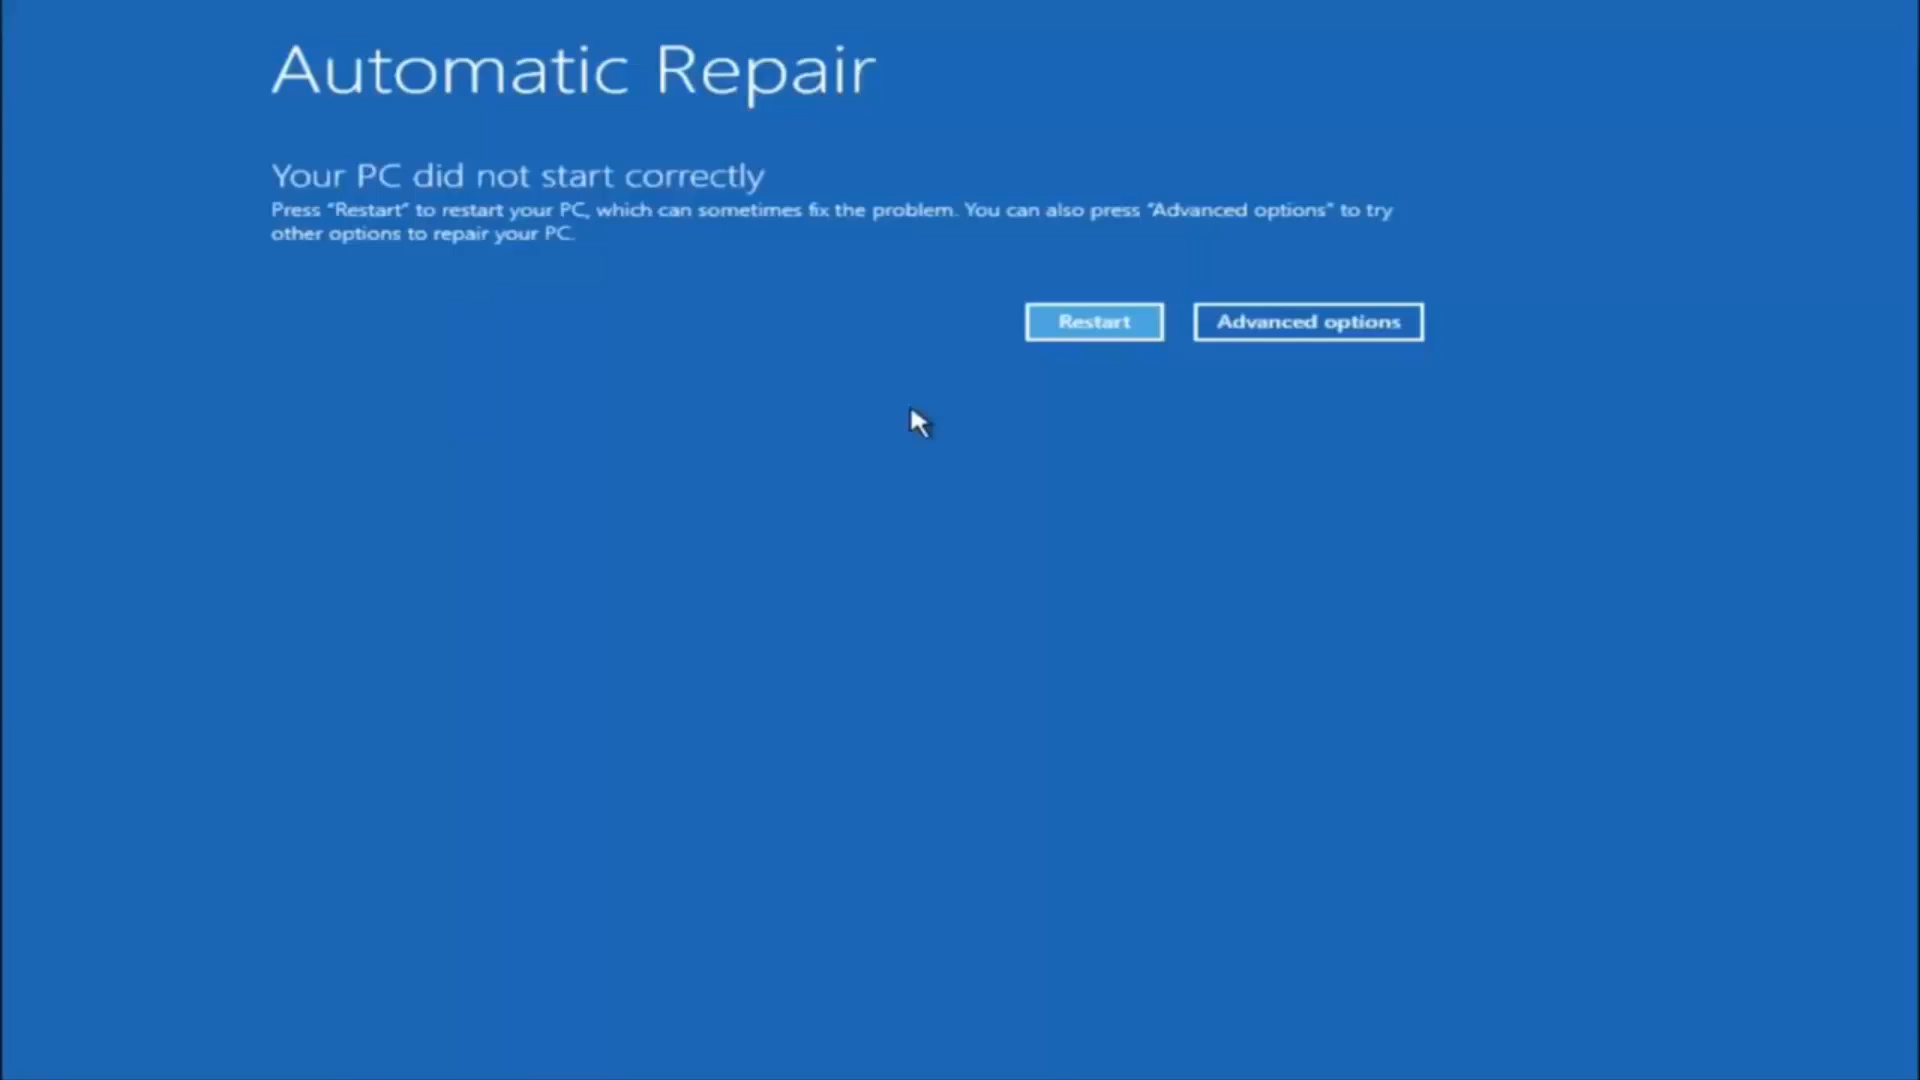 Automatic Repair
Your PC did not start correctly
Press "Restart" to restart your PC, which can sometimes fix the problem. You can also press "Advanced options" to try
other options to repair your PC.
Restart
Advanced options